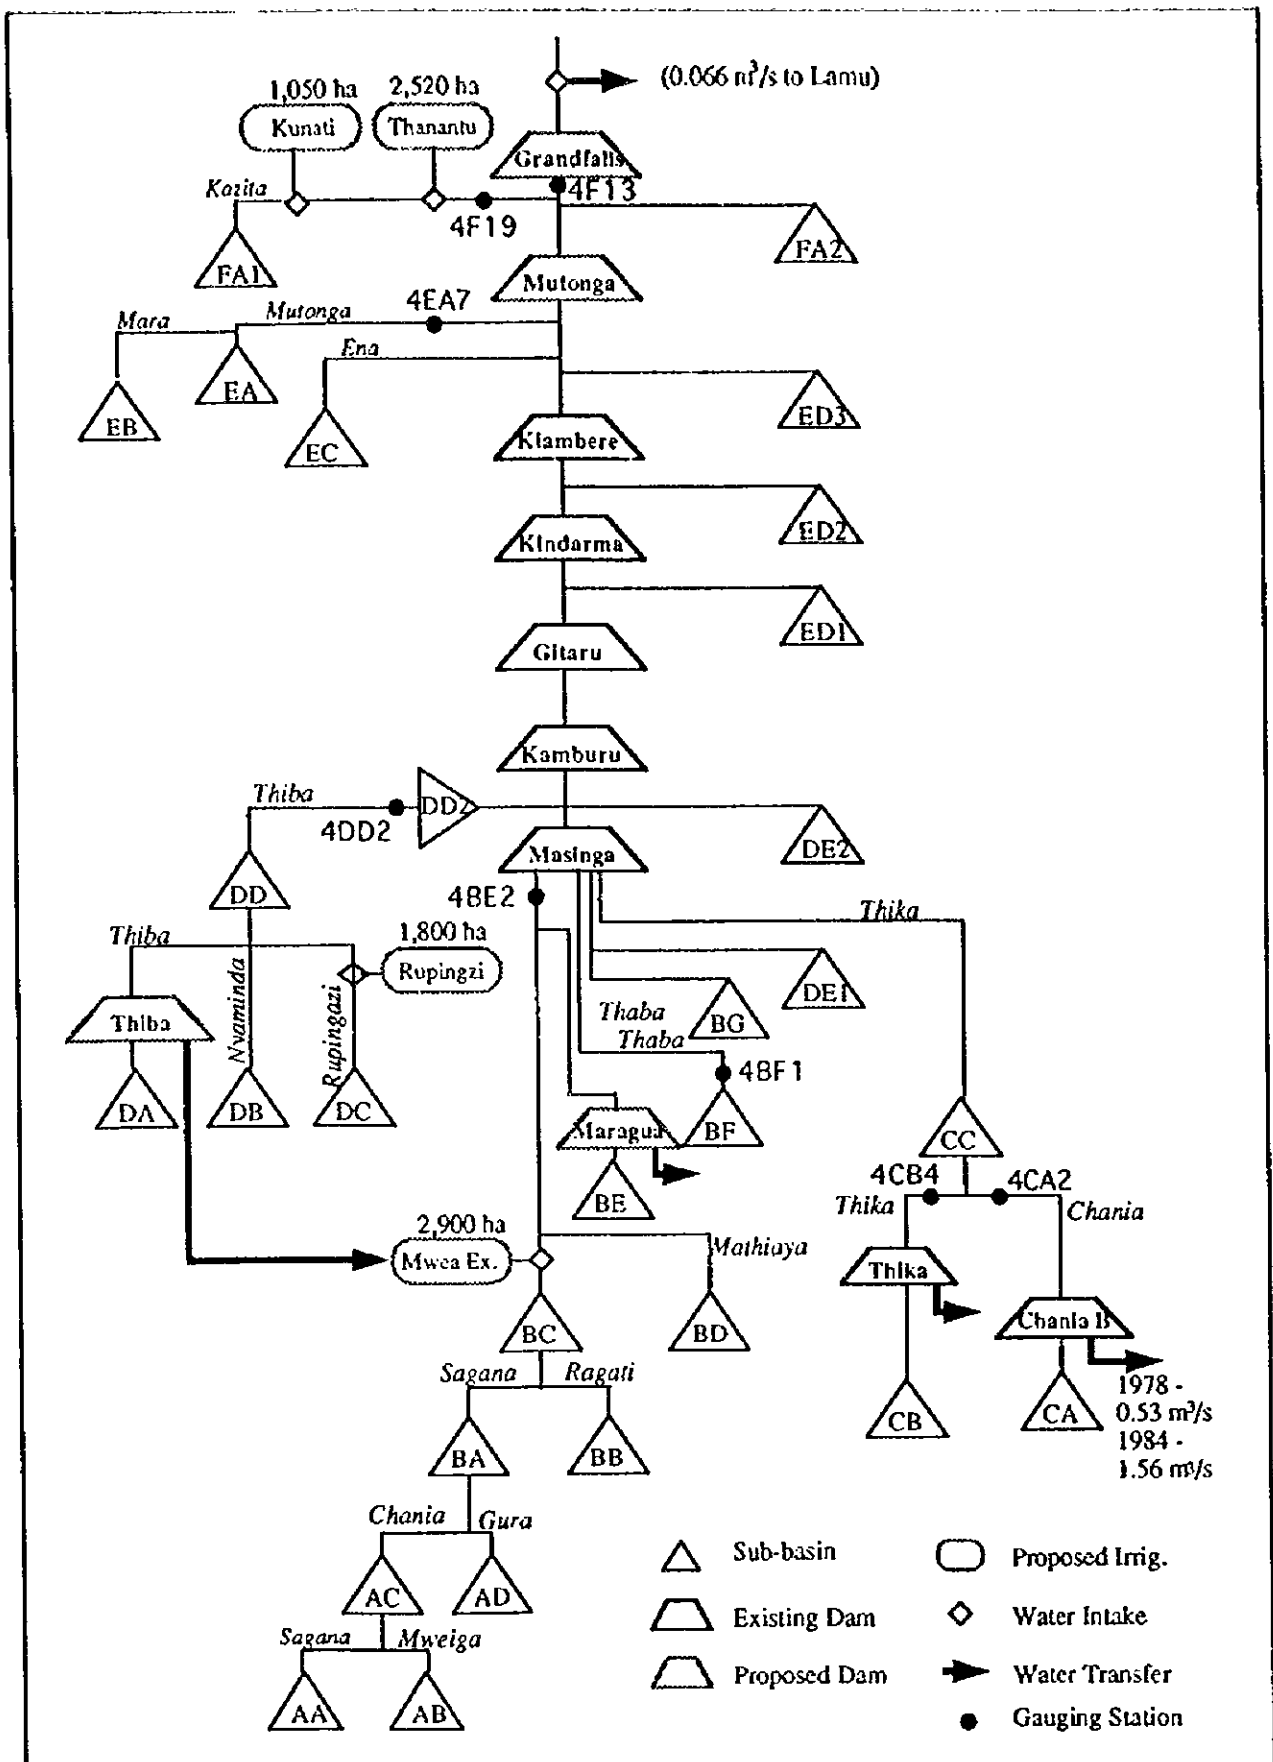 (0.066 m³/s to Lamu)
1,050 ha
2,520 ha
Kunati
Thanantu
Grandfalls
4F13
Kazita
4F19
FA1
FA2
Mutonga
4EA7
Mutonga
Mara
Ena
EB
EA
EC
ED3
Kiambere
ED2
Kindarma
ED1
Gitaru
Kamburu
Thiba
4DD2
DD2
DE2
Masinga
DD
4BE2
Thika
Thiba
1,800 ha
Rupingzi
Nyaminda
Rupingazi
DE1
Thaba
BG
Thaba
Thiba
4BF1
DA
DB
DC
Maragua
BF
CC
BE
4CB4
4CA2
Thika
Chania
2,900 ha
Mwea Ex.
Mathiaya
Thika
Chania B
BC
BD
Sagana
Ragati
CB
CA
1978 -
0.53 m³/s
1984 -
1.56 m³/s
BA
BB
Chania
Gura
AC
AD
Sagana
Mweiga
AA
AB
Sub-basin
Proposed Irrig.
Existing Dam
Water Intake
Proposed Dam
Water Transfer
Gauging Station